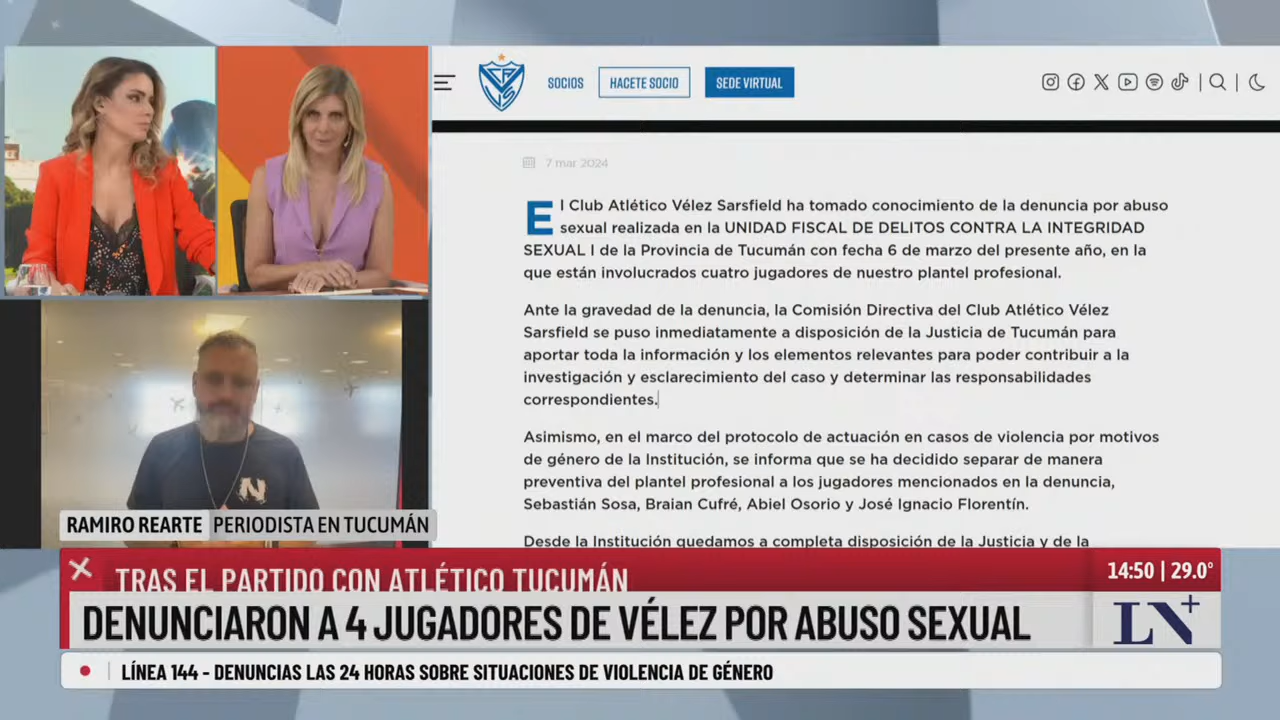 SOCIOS
HACETE SOCIO
SEDE VIRTUAL
7 mar 2024
El Club Atlético Vélez Sarsfield ha tomado conocimiento de la denuncia por abuso
sexual realizada en la UNIDAD FISCAL DE DELITOS CONTRA LA INTEGRIDAD
SEXUAL I de la Provincia de Tucumán con fecha 6 de marzo del presente año, en la
que están involucrados cuatro jugadores de nuestro plantel profesional.
Ante la gravedad de la denuncia, la Comisión Directiva del Club Atlético Vélez
Sarsfield se puso inmediatamente a disposición de la Justicia de Tucumán para
aportar toda la información y los elementos relevantes para poder contribuir a la
investigación y esclarecimiento del caso y determinar las responsabilidades
correspondientes.
Asimismo, en el marco del protocolo de actuación en casos de violencia por motivos
de género de la Institución, se informa que se ha decidido separar de manera
preventiva del plantel profesional a los jugadores mencionados en la denuncia,
Sebastián Sosa, Braian Cufré, Abiel Osorio y José Ignacio Florentín.
Desde la Institución quedamos a completa disposición de la Justicia y de la
N
RAMIRO REARTE PERIODISTA EN TUCUMÁN
TRAS EL PARTIDO CON ATLÉTICO TUCUMÁN
14:50 | 29.0°
DENUNCIARON A 4 JUGADORES DE VÉLEZ POR ABUSO SEXUAL
LN+
LÍNEA 144 - DENUNCIAS LAS 24 HORAS SOBRE SITUACIONES DE VIOLENCIA DE GÉNERO